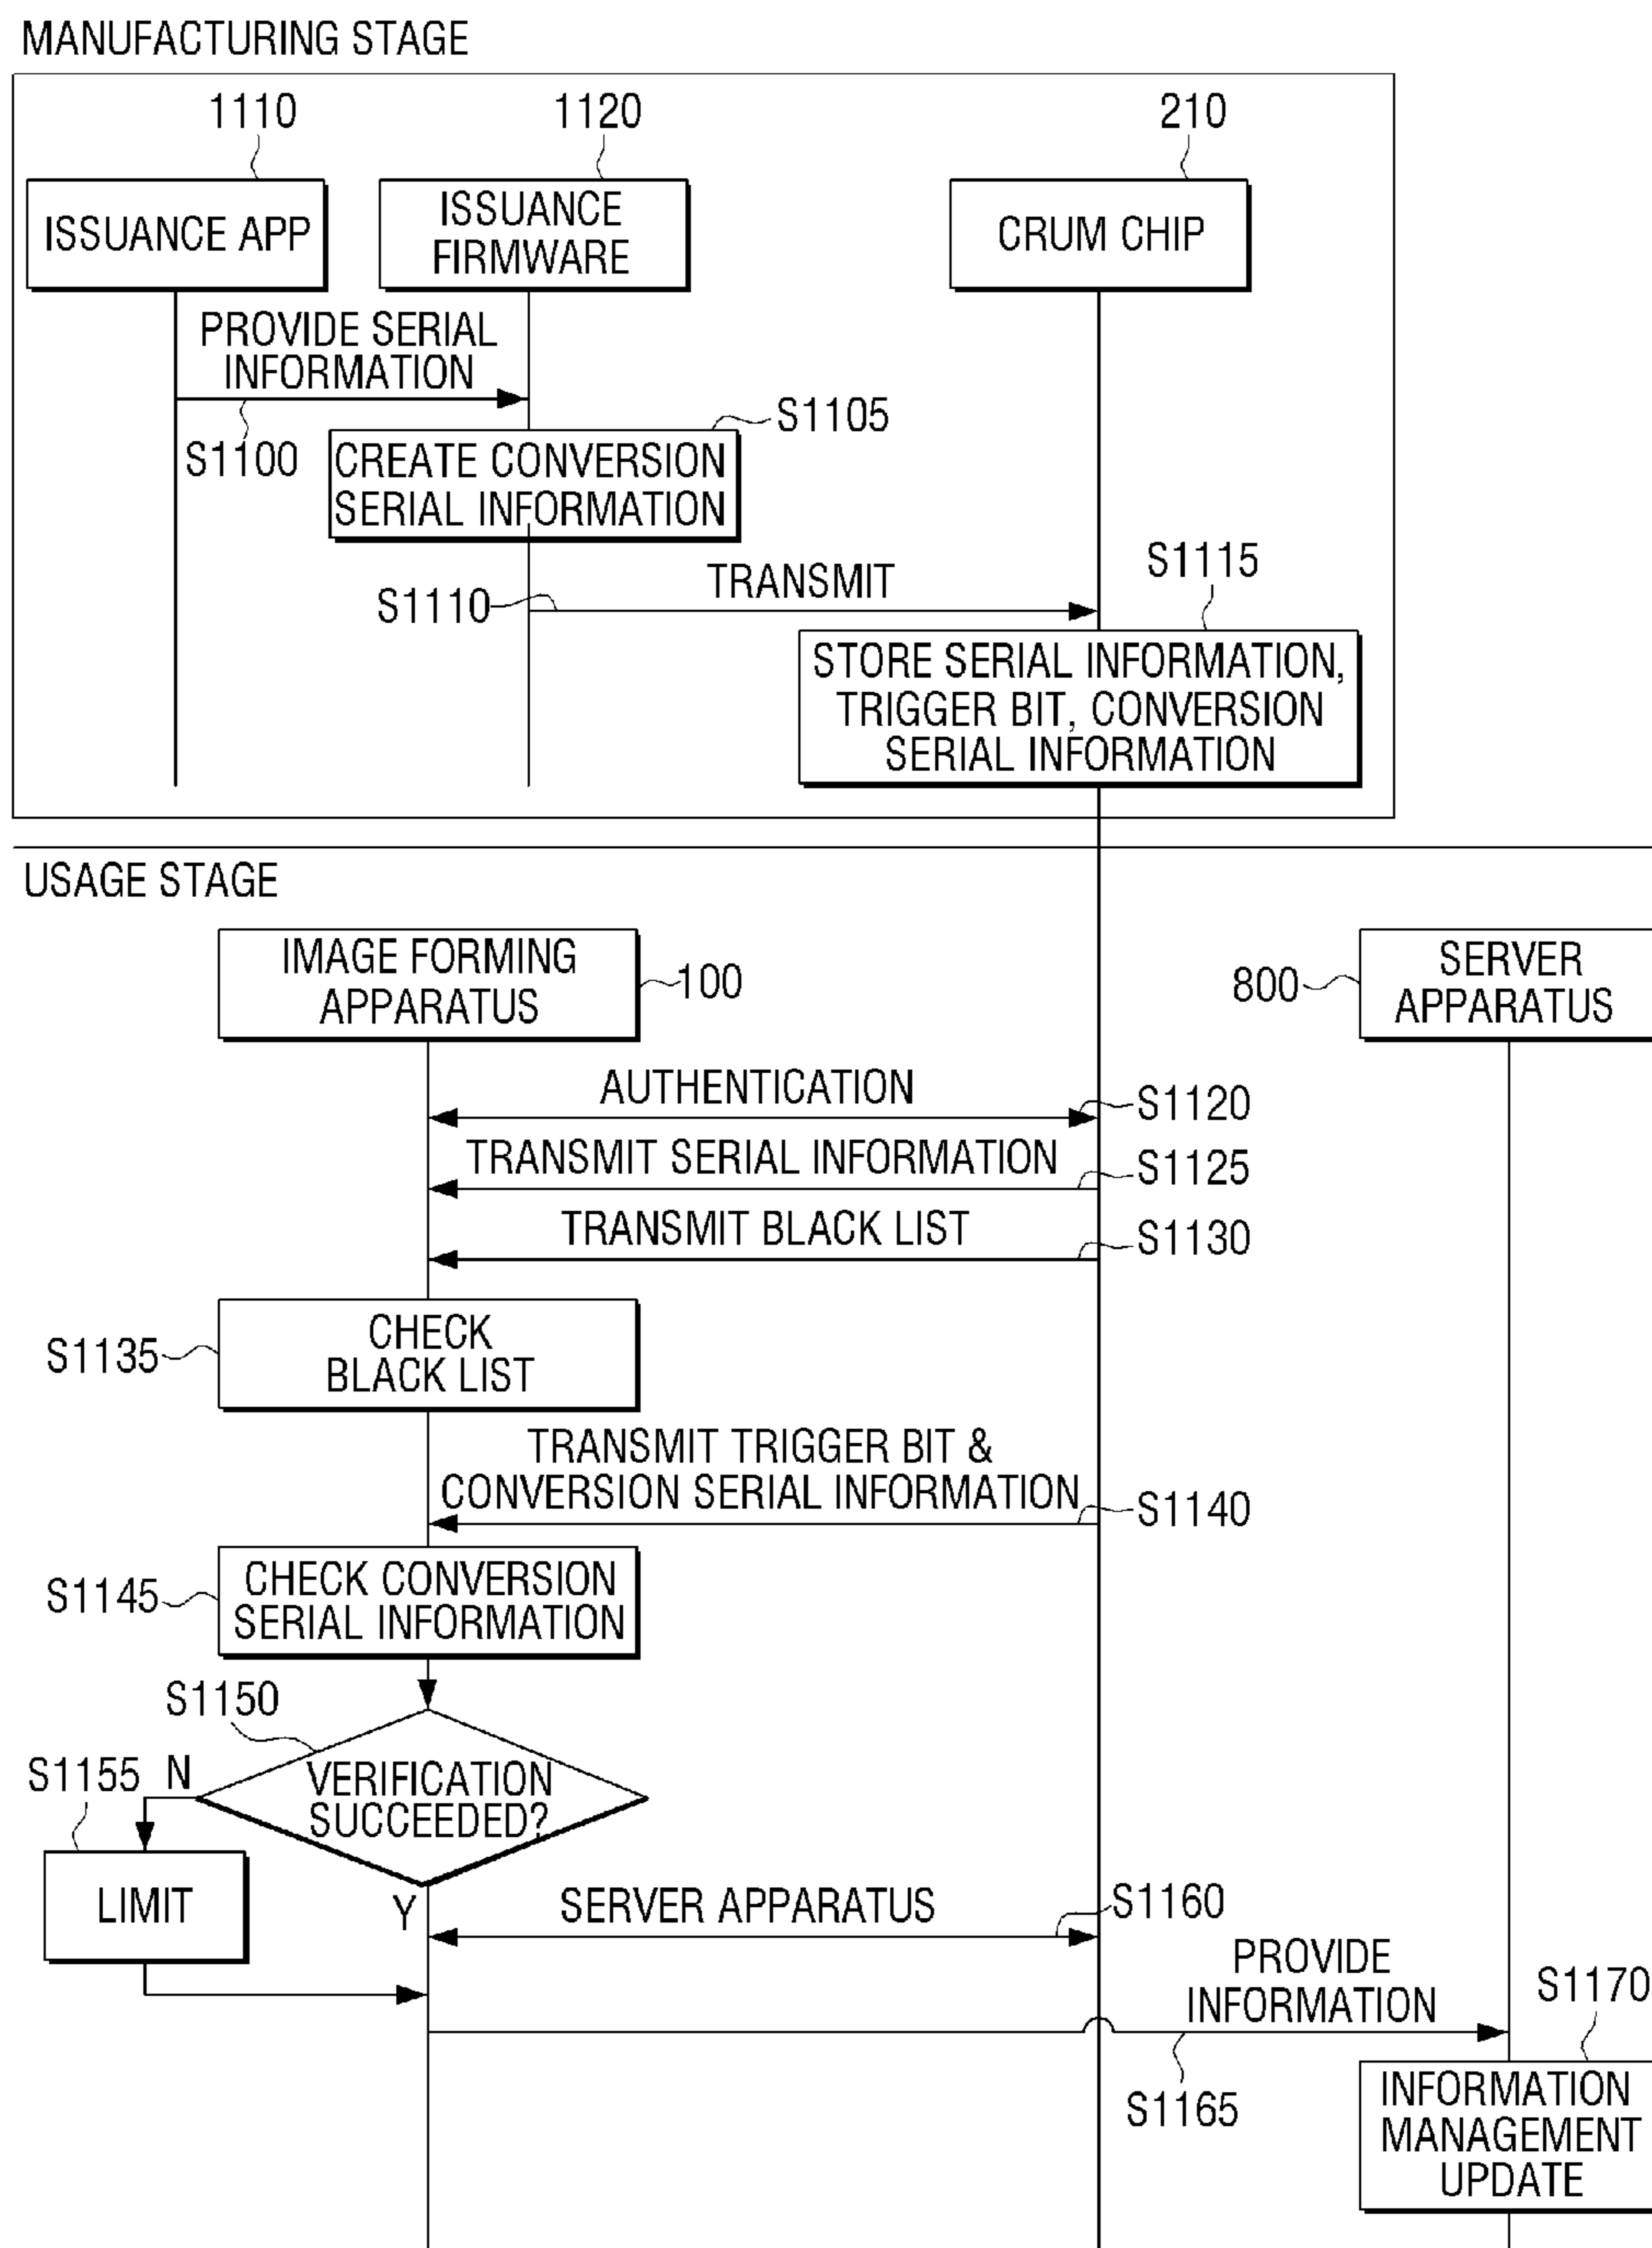 MANUFACTURING STAGE
1110
1120
210
ISSUANCE APP
ISSUANCE
FIRMWARE
CRUM CHIP
PROVIDE SERIAL
INFORMATION
S1100
S1105
CREATE CONVERSION
SERIAL INFORMATION
S1110
TRANSMIT
S1115
STORE SERIAL INFORMATION,
TRIGGER BIT, CONVERSION
SERIAL INFORMATION
USAGE STAGE
IMAGE FORMING
APPARATUS
100
800
SERVER
APPARATUS
AUTHENTICATION
S1120
TRANSMIT SERIAL INFORMATION
S1125
TRANSMIT BLACK LIST
S1130
S1135
CHECK
BLACK LIST
TRANSMIT TRIGGER BIT &
CONVERSION SERIAL INFORMATION
S1140
S1145
CHECK CONVERSION
SERIAL INFORMATION
S1150
S1155
N
VERIFICATION
SUCCEEDED?
LIMIT
Y
SERVER APPARATUS
S1160
PROVIDE
INFORMATION
S1170
S1165
INFORMATION
MANAGEMENT
UPDATE